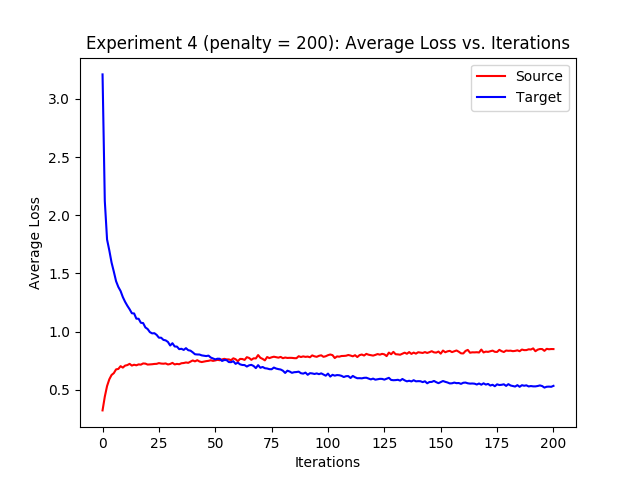 Experiment 4 (penalty = 200): Average Loss vs. Iterations
Source
Target
3.0
2.5
2.0
1.5
1.0
0.5
Average Loss
0 25 50 75 100 125 150 175 200
Iterations